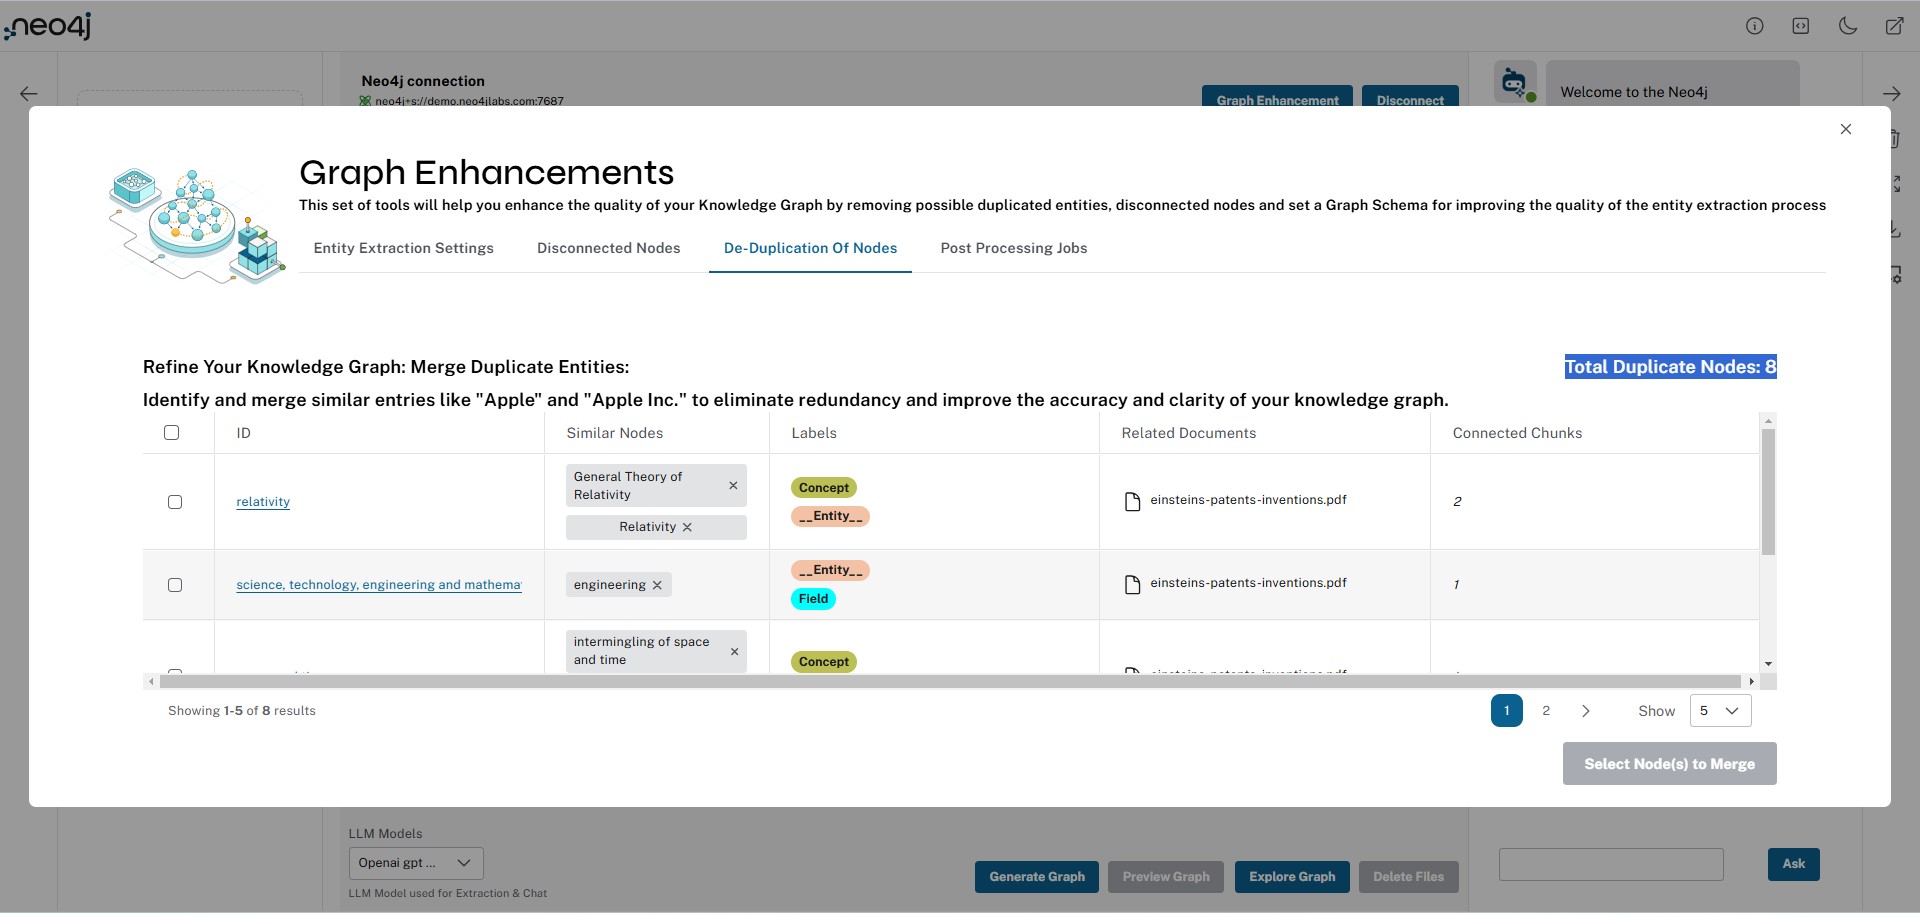 neo4j
Neo4j connection
neo4j+s://demo.neo4jlabs.com:7687
Graph Enhancement
Disconnect
Welcome to the Neo4j
Graph Enhancements
This set of tools will help you enhance the quality of your Knowledge Graph by removing possible duplicated entities, disconnected nodes and set a Graph Schema for improving the quality of the entity extraction process
Entity Extraction Settings
Disconnected Nodes
De-Duplication Of Nodes
Post Processing Jobs
Refine Your Knowledge Graph: Merge Duplicate Entities:
Total Duplicate Nodes: 8
Identify and merge similar entries like "Apple" and "Apple Inc." to eliminate redundancy and improve the accuracy and clarity of your knowledge graph.
ID
Similar Nodes
Labels
Related Documents
Connected Chunks
relativity
General Theory of
Relativity
Relativity
Concept
__Entity__
einsteins-patents-inventions.pdf
2
science, technology, engineering and mathema
engineering
__Entity__
Field
einsteins-patents-inventions.pdf
1
intermingling of space
and time
Concept
Showing 1-5 of 8 results
1
2
Show
5
Select Node(s) to Merge
LLM Models
Openai gpt ...
LLM Model used for Extraction & Chat
Generate Graph
Preview Graph
Explore Graph
Delete Files
Ask